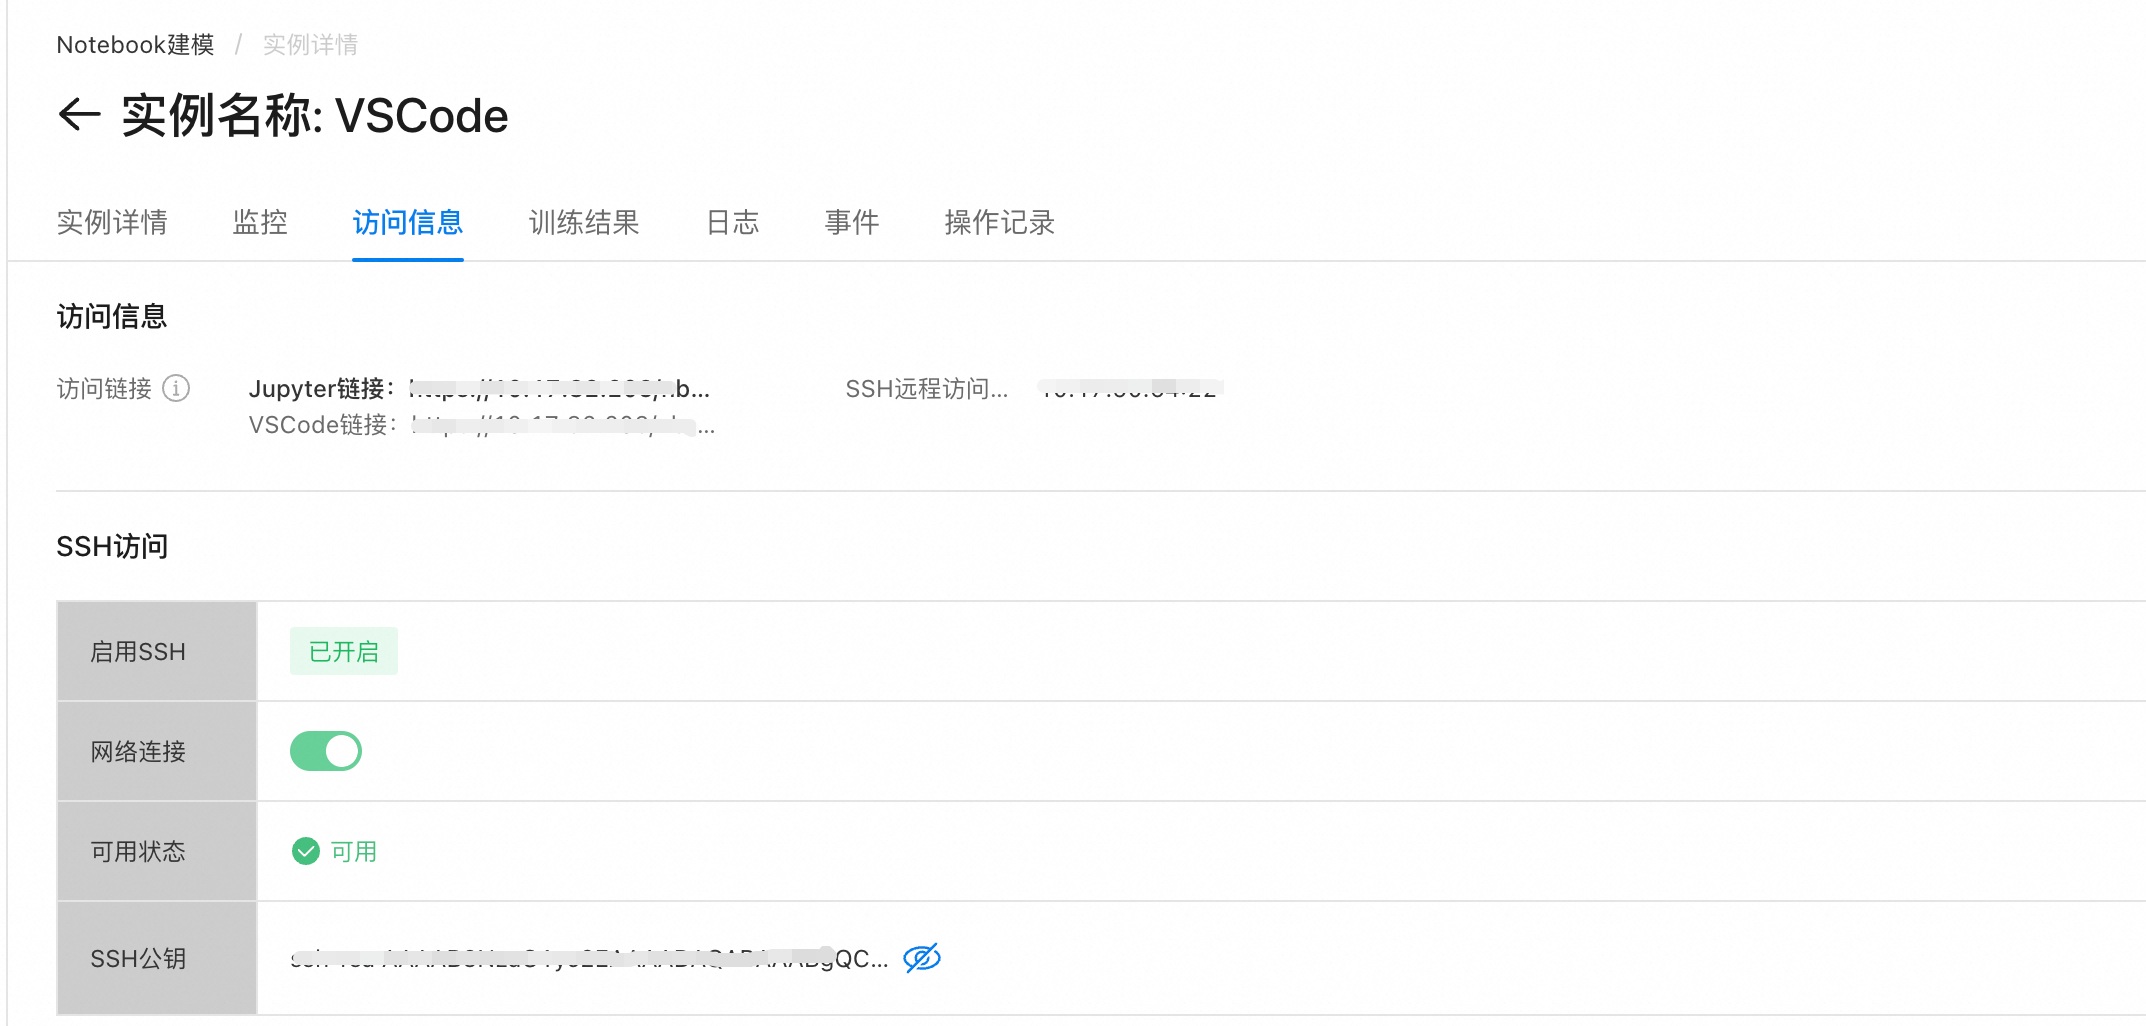 Notebook建模 / 实例详情
实例名称: VSCode
实例详情 监控 访问信息 训练结果 日志 事件 操作记录
访问信息
访问链接 Jupyter链接： SSH远程访问...
VSCode链接：
SSH访问
启用SSH 已开启
网络连接
可用状态 可用
SSH公钥 QC...